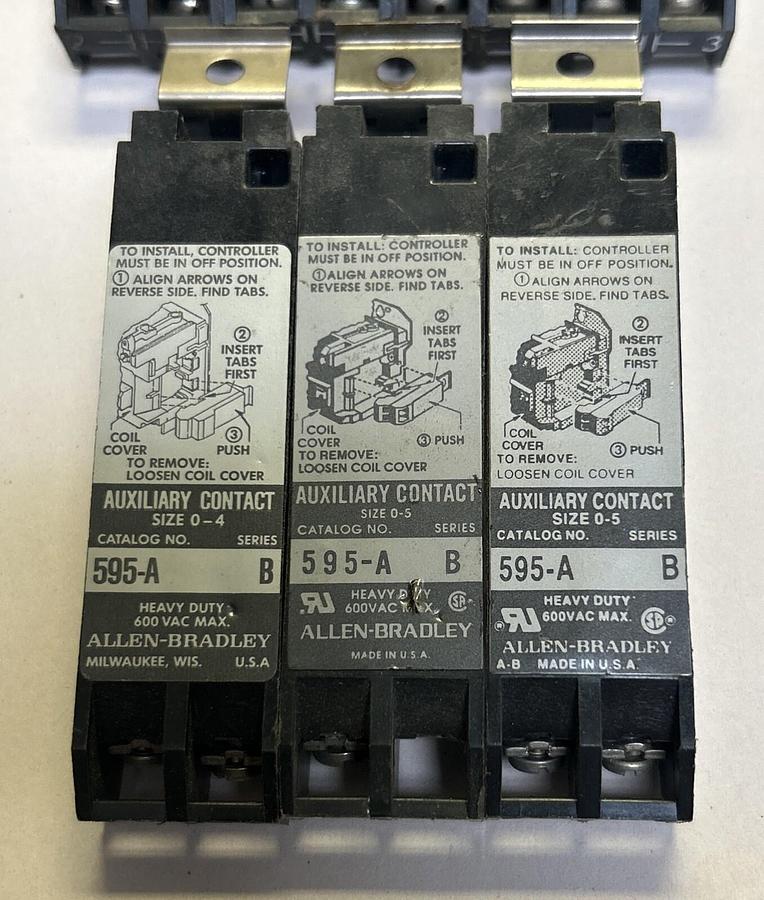 2
3
TO INSTALL, CONTROLLER
MUST BE IN OFF POSITION.
① ALIGN ARROWS ON
REVERSE SIDE. FIND TABS.
②
INSERT
TABS
FIRST
COIL
COVER
③
PUSH
TO REMOVE:
LOOSEN COIL COVER
AUXILIARY CONTACT
SIZE 0-4
CATALOG NO. SERIES
595-A B
HEAVY DUTY
600 VAC MAX.
ALLEN-BRADLEY
MILWAUKEE, WIS. U.S.A
TO INSTALL: CONTROLLER
MUST BE IN OFF POSITION.
① ALIGN ARROWS ON
REVERSE SIDE. FIND TABS.
②
INSERT
TABS
FIRST
COIL
COVER
③ PUSH
TO REMOVE:
LOOSEN COIL COVER
AUXILIARY CONTACT
SIZE 0-5
CATALOG NO. SERIES
595-A B
RU HEAVY DUTY
600VAC MAX. SA
ALLEN-BRADLEY
MADE IN U.S.A.
TO INSTALL: CONTROLLER
MUST BE IN OFF POSITION.
① ALIGN ARROWS ON
REVERSE SIDE. FIND TABS.
②
INSERT
TABS
FIRST
COIL
COVER
③ PUSH
TO REMOVE:
LOOSEN COIL COVER
AUXILIARY CONTACT
SIZE 0-5
CATALOG NO. SERIES
595-A B
RU HEAVY DUTY
600VAC MAX. SA
ALLEN-BRADLEY
A-B MADE IN U.S.A.